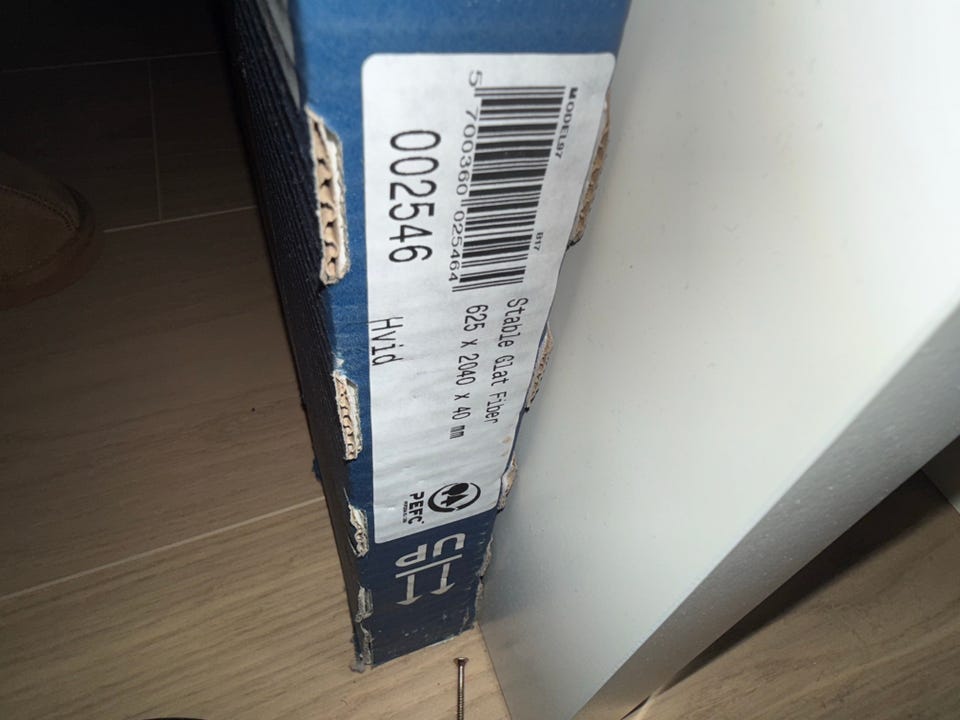 MODEL97
B17
5 700360 025464
002546
Stable Glat Fiber
625 X 2040 X 40 mm
Hvid
PEFC
UP